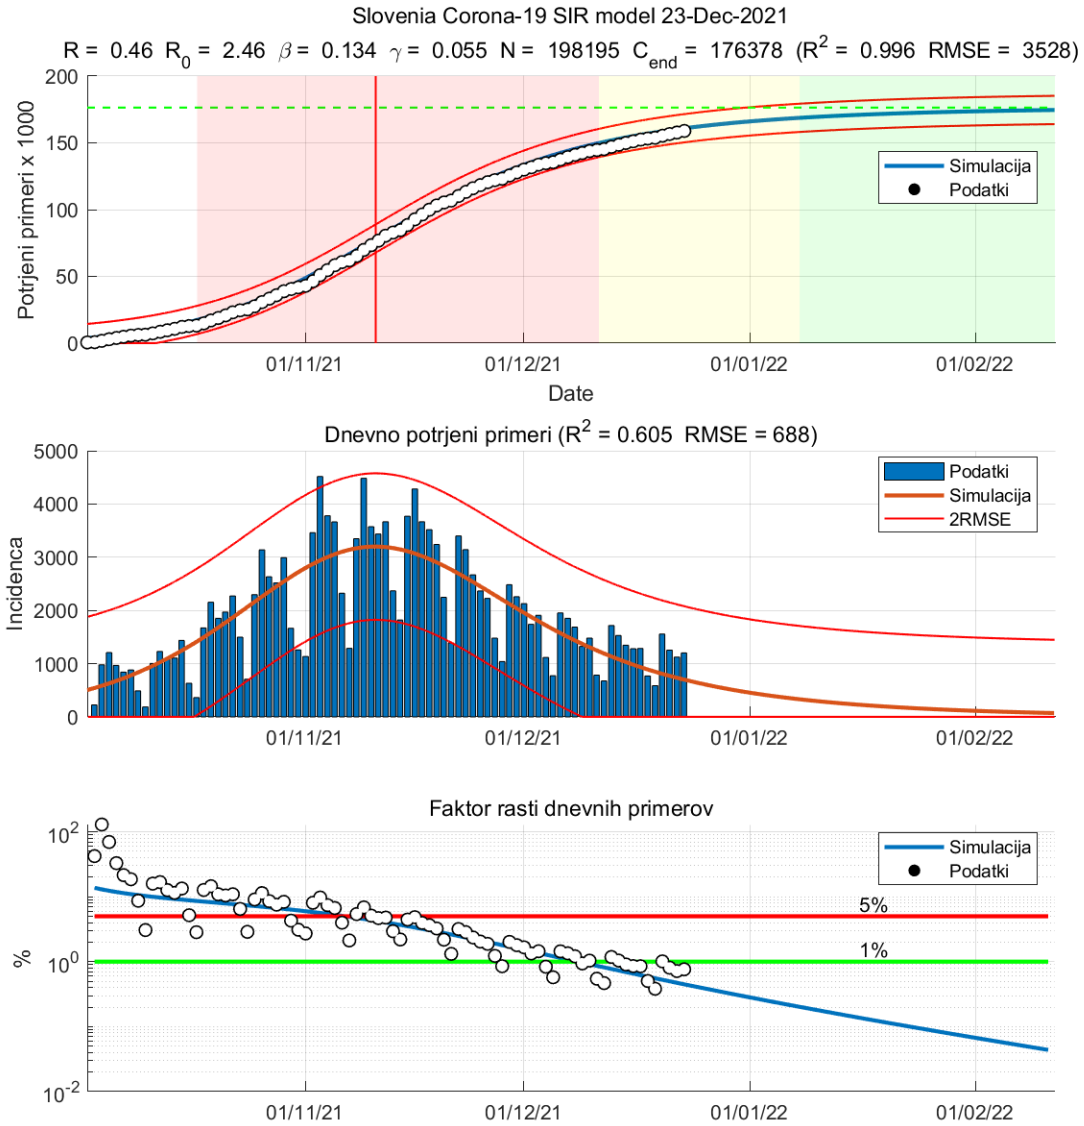 Slovenia Corona-19 SIR model 23-Dec-2021
R = 0.46 R0 = 2.46 β = 0.134 γ = 0.055 N = 198195 Cend = 176378 (R² = 0.996 RMSE = 3528)
Potrjeni primeri x 1000
200
150
100
50
0
Simulacija
Podatki
01/11/21 01/12/21 01/01/22 01/02/22
Date
Dnevno potrjeni primeri (R² = 0.605 RMSE = 688)
Incidenca
5000
4000
3000
2000
1000
0
Podatki
Simulacija
2RMSE
01/11/21 01/12/21 01/01/22 01/02/22
Faktor rasti dnevnih primerov
%
10²
10⁰
10⁻²
Simulacija
Podatki
5%
1%
01/11/21 01/12/21 01/01/22 01/02/22